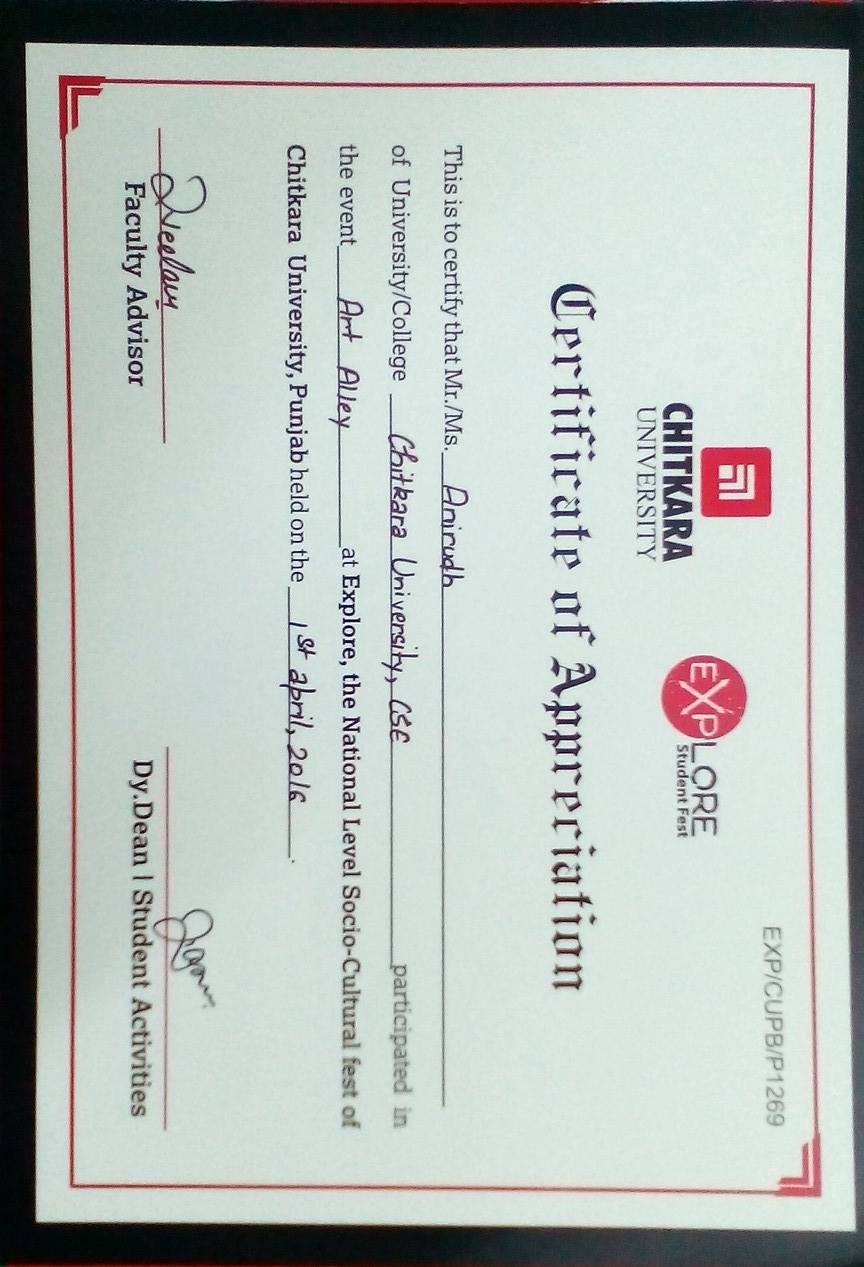 EXP/CUPB/P1269
CHITKARA
UNIVERSITY
EXPLORE
Student Fest
Certificate of Appreciation
This is to certify that Mr./Ms. Anirudh
of University/College Chitkara University, CSE participated in
the event Art Alley at Explore, the National Level Socio-Cultural fest of
Chitkara University, Punjab held on the 1st april, 2016.
Faculty Advisor
Dy.Dean | Student Activities